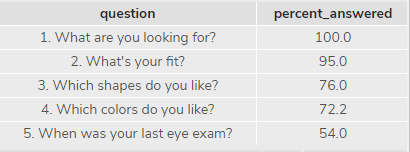 question percent_answered
1. What are you looking for? 100.0
2. What's your fit? 95.0
3. Which shapes do you like? 76.0
4. Which colors do you like? 72.2
5. When was your last eye exam? 54.0